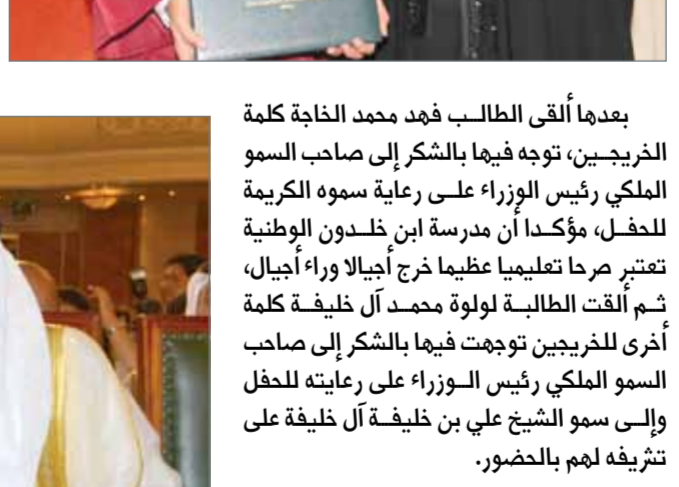 بعدها ألقى الطالب فهد محمد الخاجة كلمة
الخريجين، توجه فيها بالشكر إلى صاحب السمو
الملكي رئيس الوزراء على رعاية سموه الكريمة
للحفل، مؤكدا أن مدرسة ابن خلدون الوطنية
تعتبر صرحا تعليميا عظيما خرج أجيالا وراء أجيال،
ثم ألقت الطالبة لولوة محمد آل خليفة كلمة
أخرى للخريجين توجهت فيها بالشكر إلى صاحب
السمو الملكي رئيس الوزراء على رعايته للحفل
وإلى سمو الشيخ علي بن خليفة آل خليفة على
تشريفه لهم بالحضور.